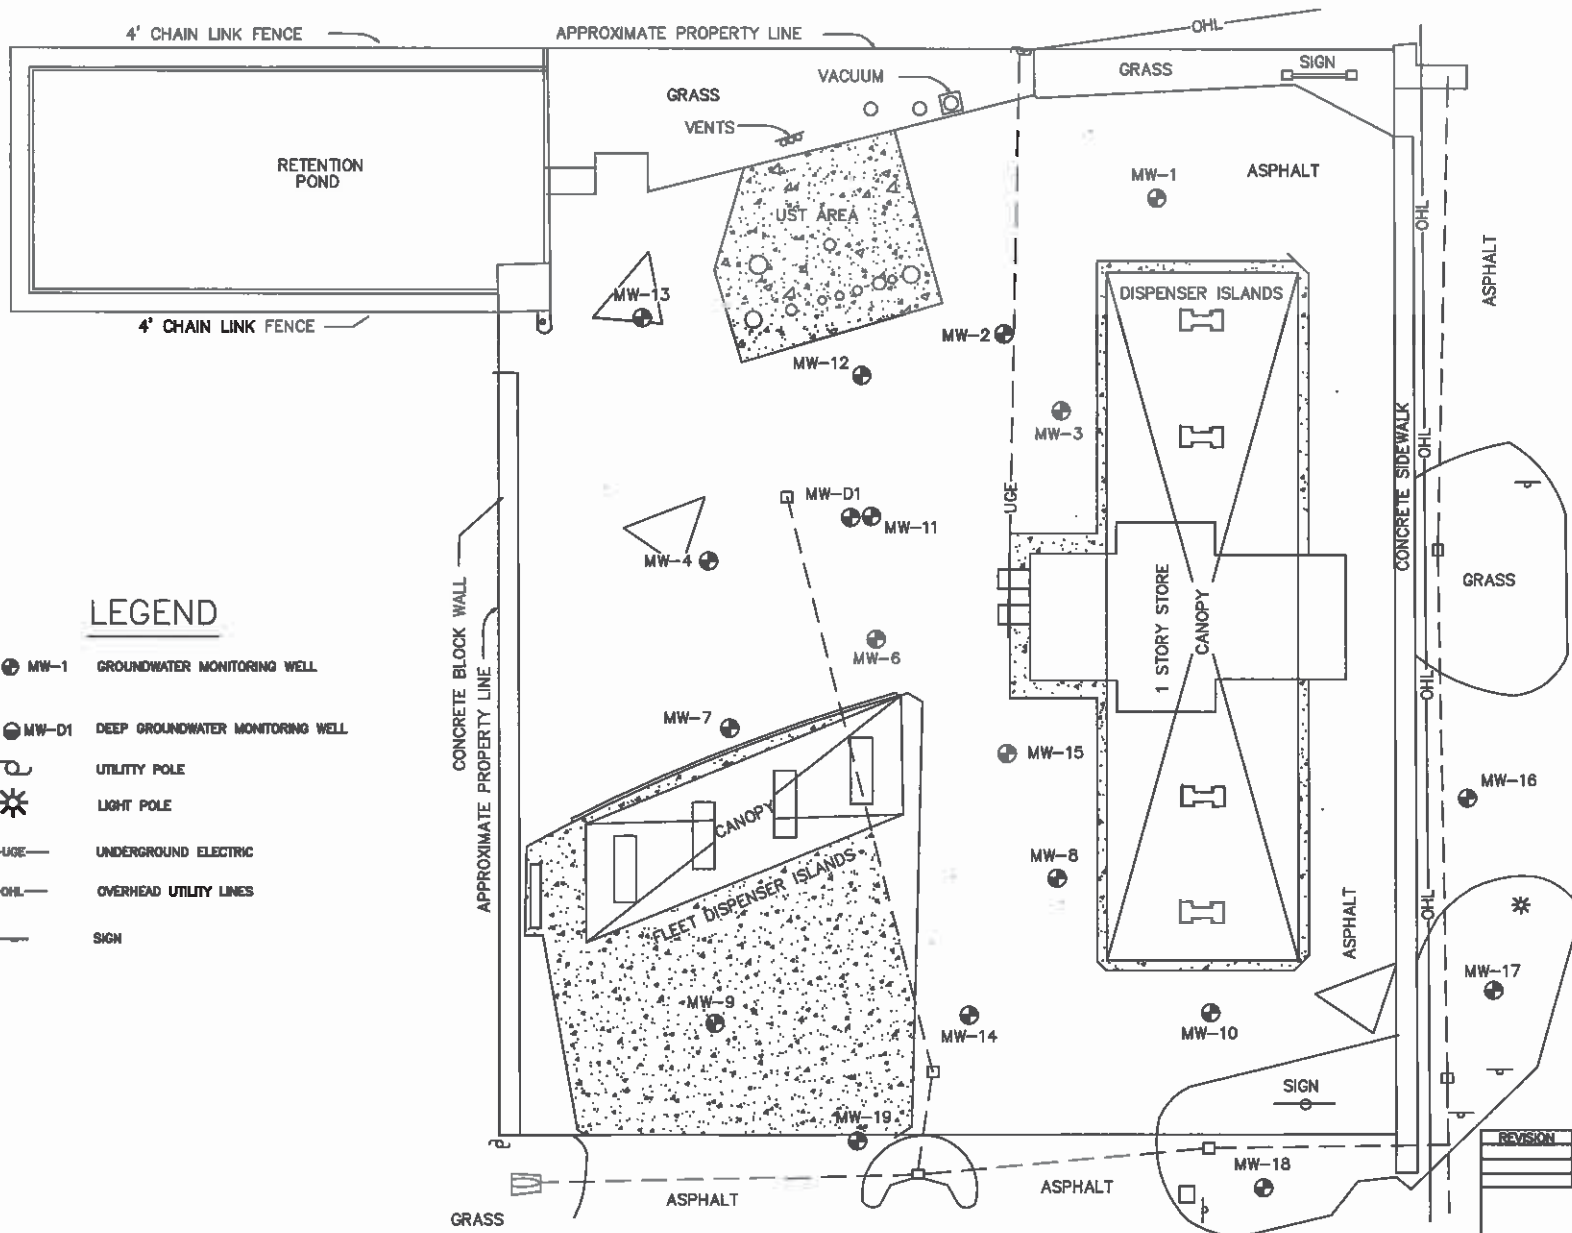 4' CHAIN LINK FENCE
APPROXIMATE PROPERTY LINE
OHL
GRASS
SIGN
VACUUM
GRASS
VENTS
RETENTION
POND
UST AREA
MW-1
ASPHALT
OHL
ASPHALT
MW-13
DISPENSER ISLANDS
4' CHAIN LINK FENCE
MW-2
MW-12
MW-3
CONCRETE SIDEWALK
OHL
UGE
MW-D1
MW-11
MW-4
GRASS
1 STORY STORE
CANOPY
MW-6
CONCRETE BLOCK WALL
APPROXIMATE PROPERTY LINE
LEGEND
MW-1 GROUNDWATER MONITORING WELL
MW-D1 DEEP GROUNDWATER MONITORING WELL
UTILITY POLE
LIGHT POLE
UGE UNDERGROUND ELECTRIC
OHL OVERHEAD UTILITY LINES
SIGN
OHL
MW-7
MW-15
MW-16
CANOPY
FLEET DISPENSER ISLANDS
MW-8
OHL
ASPHALT
MW-17
MW-9
MW-14
MW-10
SIGN
MW-19
REVISION
MW-18
ASPHALT
ASPHALT
GRASS